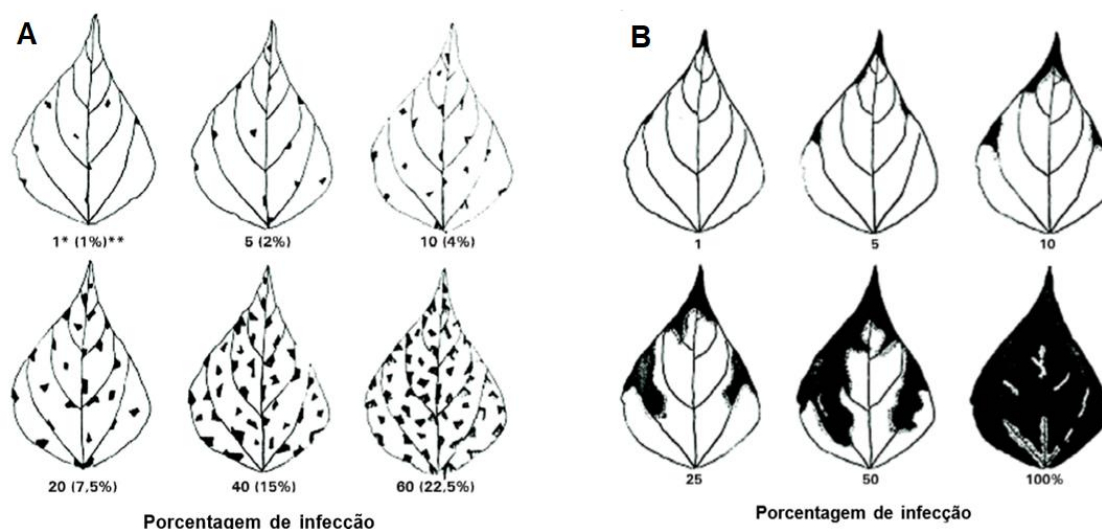 A
1* (1%)** 5 (2%) 10 (4%)
20 (7,5%) 40 (15%) 60 (22,5%)
Porcentagem de infecção
B
1 5 10
25 50 100%
Porcentagem de infecção